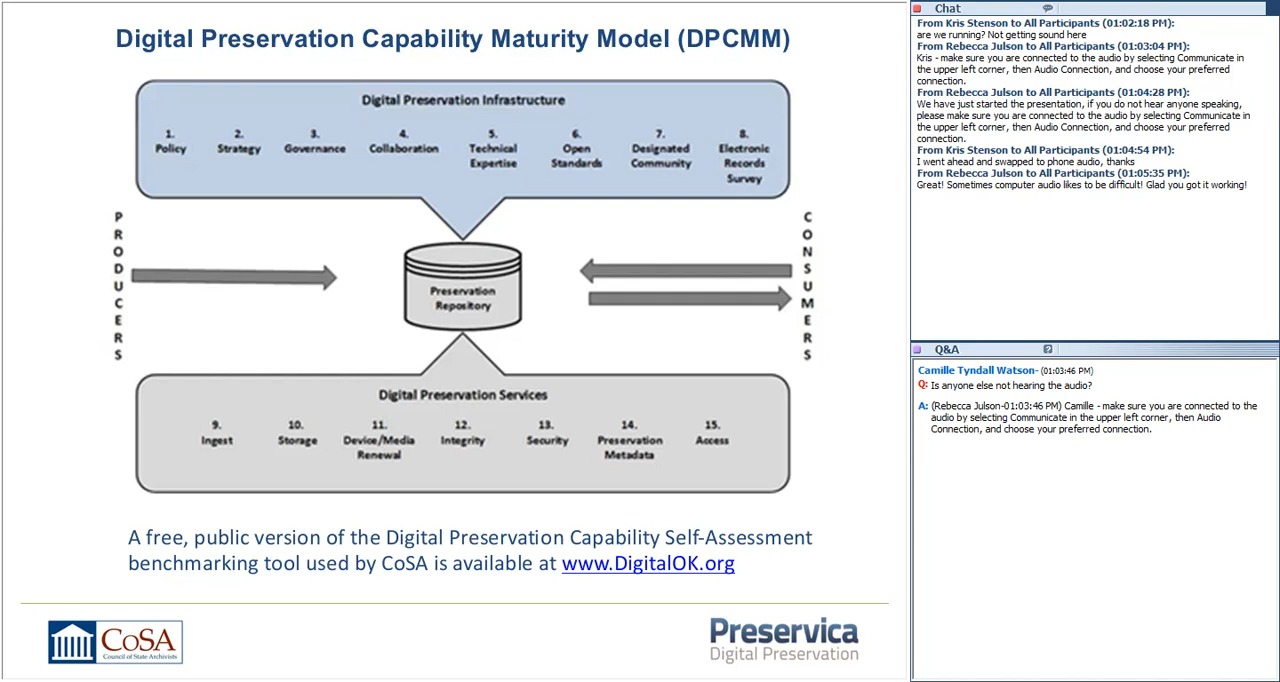 Digital Preservation Capability Maturity Model (DPCMM)
Digital Preservation Infrastructure
1. Policy
2. Strategy
3. Governance
4. Collaboration
5. Technical Expertise
6. Open Standards
7. Designated Community
8. Electronic Records Survey
PRODUCERS
Preservation
Repository
CONSUMERS
Digital Preservation Services
9. Ingest
10. Storage
11. Device/Media Renewal
12. Integrity
13. Security
14. Preservation Metadata
15. Access
A free, public version of the Digital Preservation Capability Self-Assessment
benchmarking tool used by CoSA is available at www.DigitalOK.org
CoSA
Council of State Archivists
Preservica
Digital Preservation
Chat
From Kris Stenson to All Participants (01:02:18 PM):
are we running? Not getting sound here
From Rebecca Julson to All Participants (01:03:04 PM):
Kris - make sure you are connected to the audio by selecting Communicate in
the upper left corner, then Audio Connection, and choose your preferred
connection.
From Rebecca Julson to All Participants (01:04:28 PM):
We have just started the presentation, if you do not hear anyone speaking,
please make sure you are connected to the audio by selecting Communicate in
the upper left corner, then Audio Connection, and choose your preferred
connection.
From Kris Stenson to All Participants (01:04:54 PM):
I went ahead and swapped to phone audio, thanks
From Rebecca Julson to All Participants (01:05:35 PM):
Great! Sometimes computer audio likes to be difficult! Glad you got it working!
Q&A
Camille Tyndall Watson- (01:03:46 PM)
Q: Is anyone else not hearing the audio?
A: (Rebecca Julson-01:03:46 PM) Camille - make sure you are connected to the
audio by selecting Communicate in the upper left corner, then Audio
Connection, and choose your preferred connection.